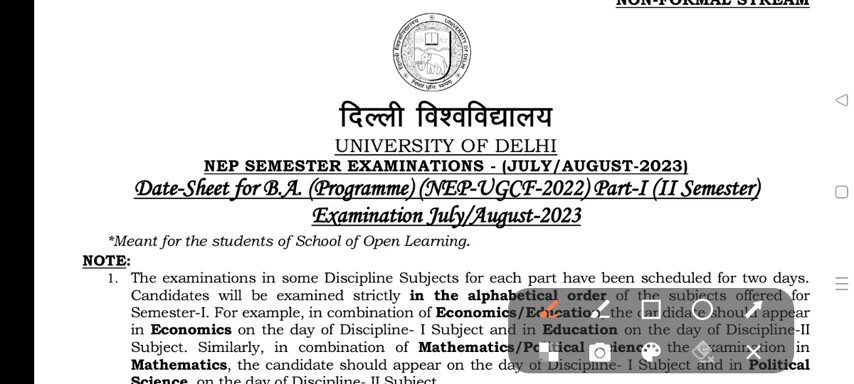 NON-FORMAL STREAM
दिल्ली विश्वविद्यालय
UNIVERSITY OF DELHI
NEP SEMESTER EXAMINATIONS - (JULY/AUGUST-2023)
Date-Sheet for B.A. (Programme) (NEP-UGCF-2022) Part-I (II Semester)
Examination July/August-2023
*Meant for the students of School of Open Learning.
NOTE:
1. The examinations in some Discipline Subjects for each part have been scheduled for two days.
Candidates will be examined strictly in the alphabetical order of the subjects offered for
Semester-I. For example, in combination of Economics/Education, the candidate should appear
in Economics on the day of Discipline- I Subject and in Education on the day of Discipline-II
Subject. Similarly, in combination of Mathematics/Political Science, the examination in
Mathematics, the candidate should appear on the day of Discipline- I Subject and in Political
Science, on the day of Discipline- II Subject.